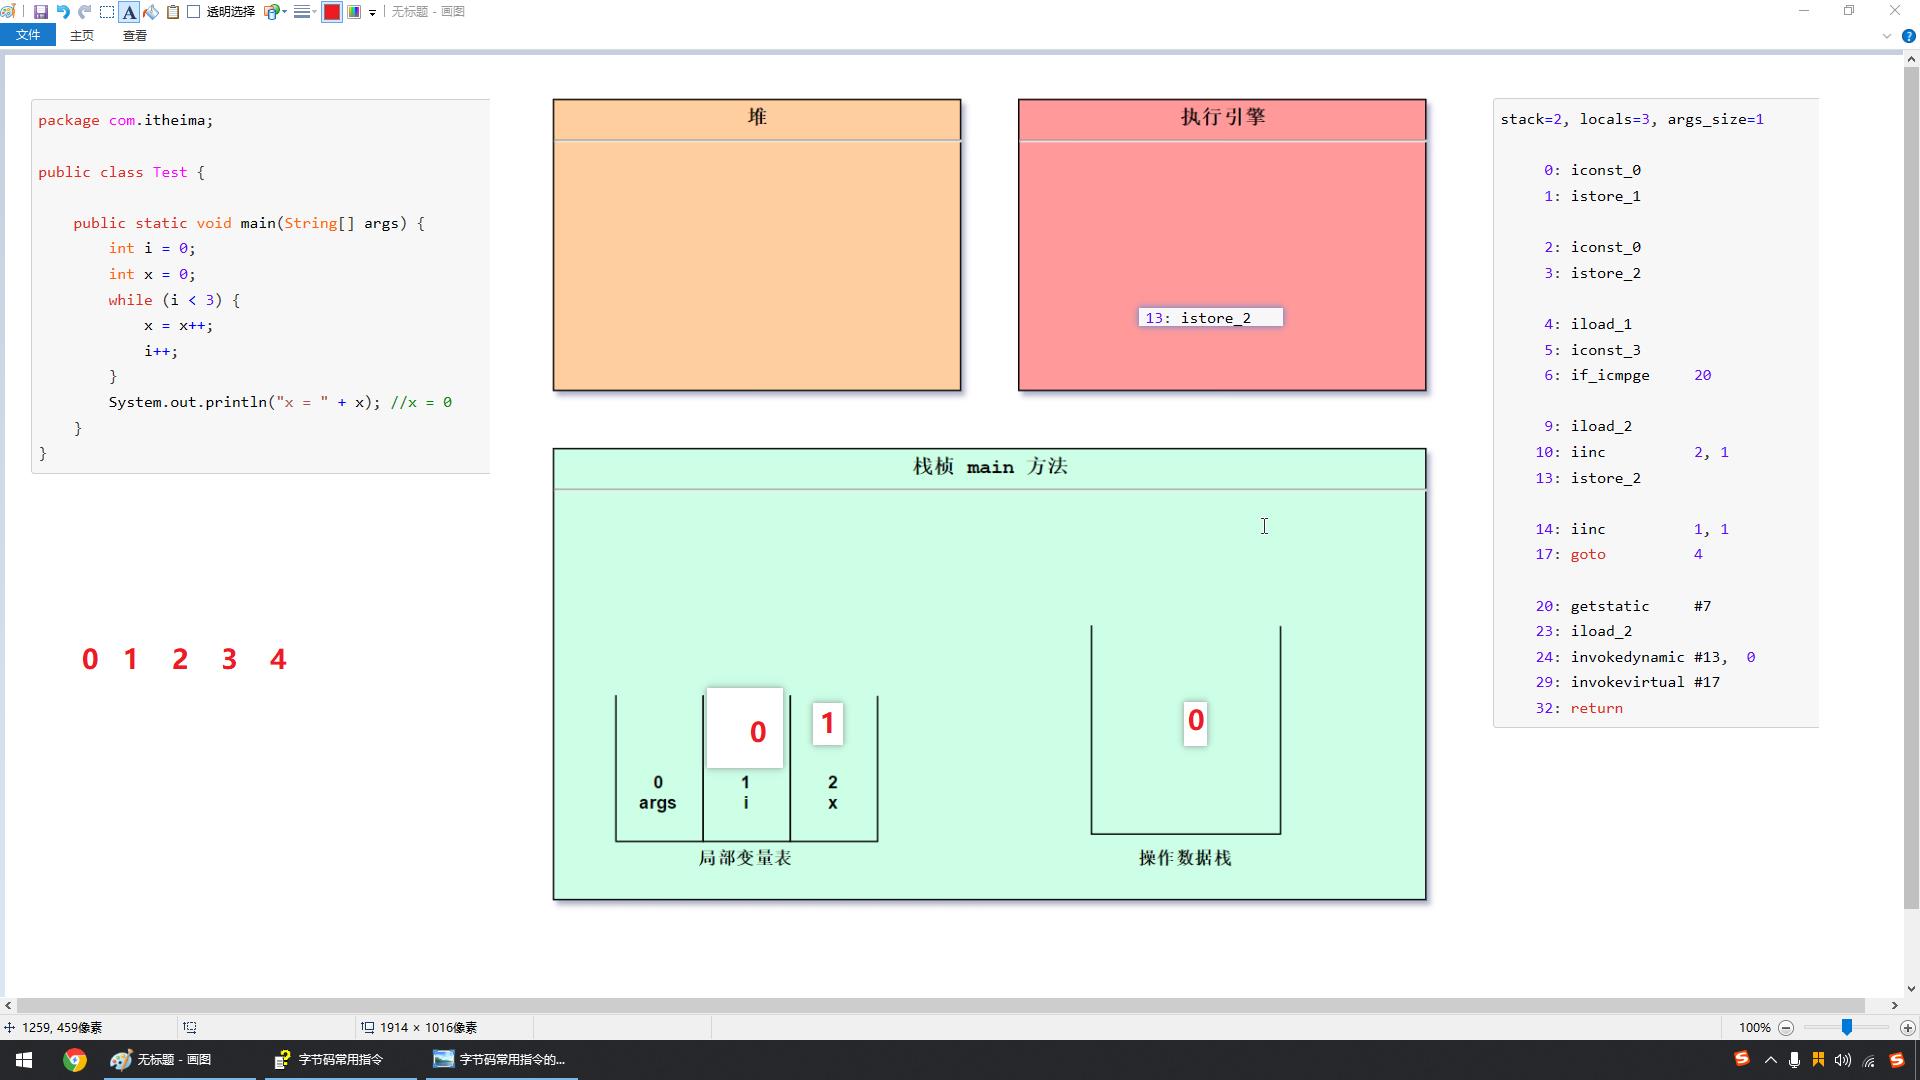 透明选择
无标题 - 画图
文件
主页
查看
package com.itheima;
public class Test {
public static void main(String[] args) {
int i = 0;
int x = 0;
while (i < 3) {
x = x++;
i++;
}
System.out.println("x = " + x); //x = 0
}
}
0 1 2 3 4
堆
执行引擎
13: istore_2
栈桢 main 方法
0
1
0
args
1
i
2
x
局部变量表
0
操作数据栈
stack=2, locals=3, args_size=1
0: iconst_0
1: istore_1
2: iconst_0
3: istore_2
4: iload_1
5: iconst_3
6: if_icmpge 20
9: iload_2
10: iinc 2, 1
13: istore_2
14: iinc 1, 1
17: goto 4
20: getstatic #7
23: iload_2
24: invokedynamic #13, 0
29: invokevirtual #17
32: return
1259, 459像素
1914 × 1016像素
100%
无标题 - 画图
字节码常用指令
字节码常用指令的...